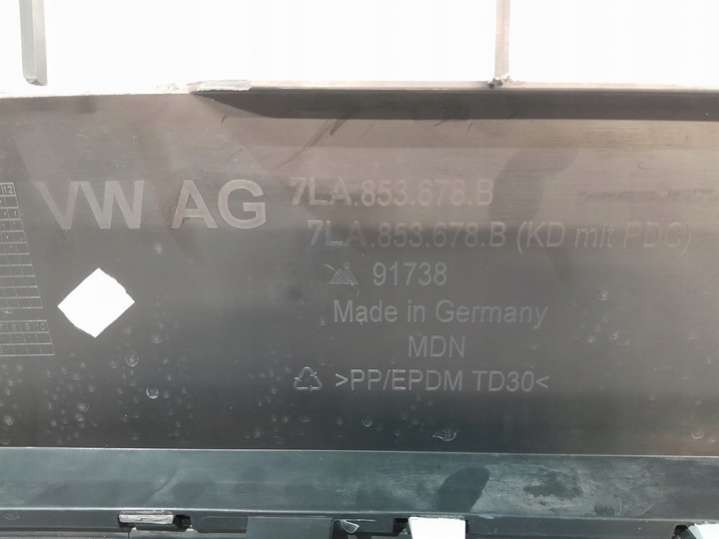 VW AG
7LA.853.678.B
7LA.853.678.B (KD mit PDC)
91738
Made in Germany
MDN
>PP/EPDM TD30<